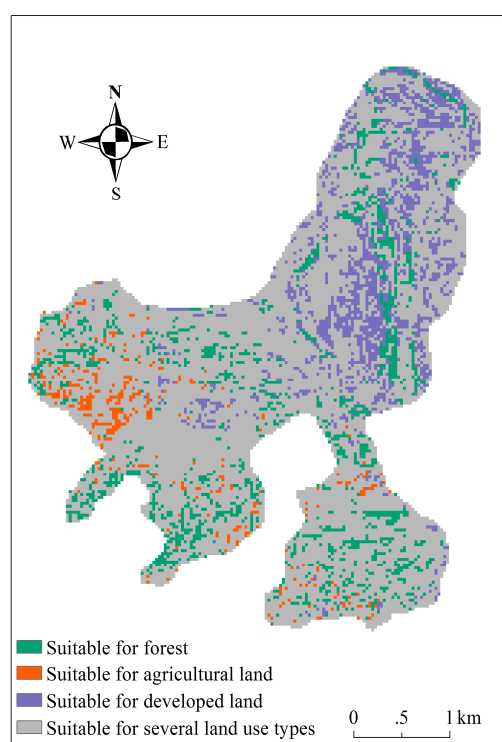 N
W E
S
Suitable for forest
Suitable for agricultural land
Suitable for developed land
Suitable for several land use types
0 .5 1 km